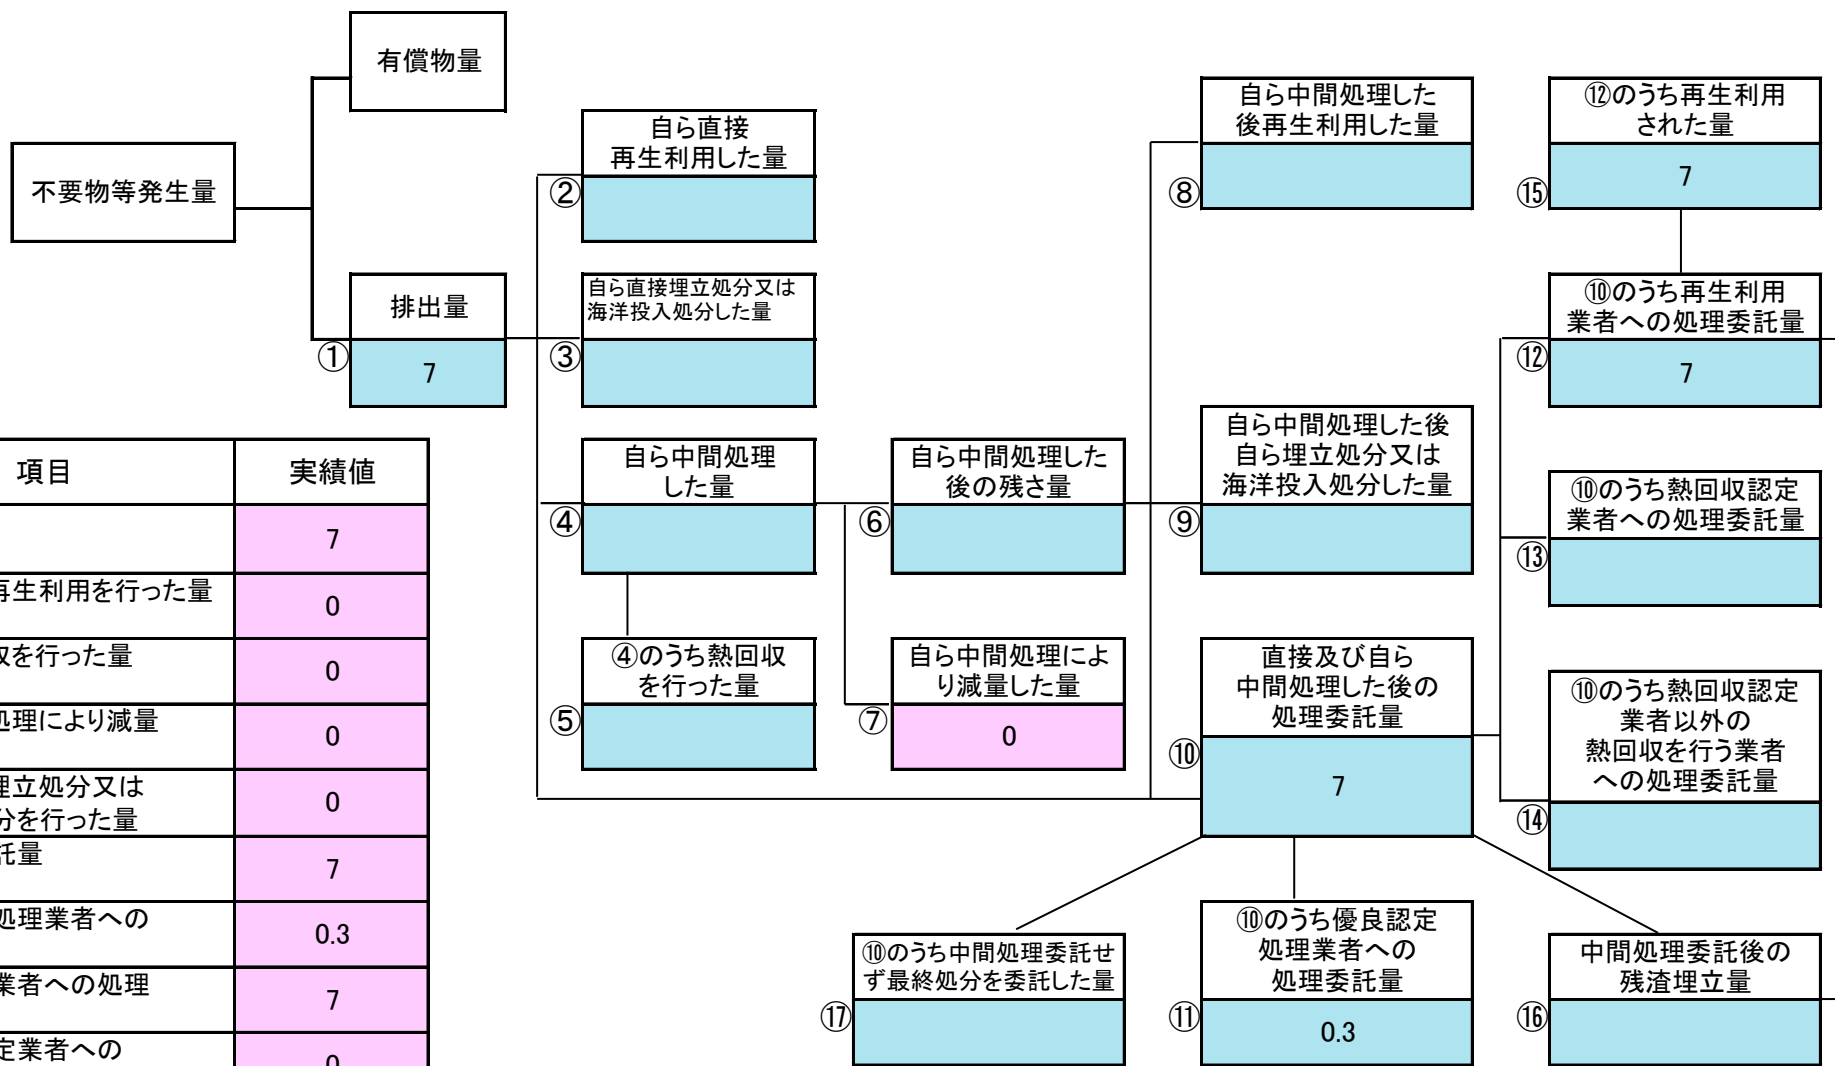 有償物量
不要物等発生量
排出量
①
7
自ら直接
再生利用した量
②
自ら直接埋立処分又は
海洋投入処分した量
③
自ら中間処理
した量
④
④のうち熱回収
を行った量
⑤
自ら中間処理した
後の残さ量
⑥
自ら中間処理によ
り減量した量
⑦
0
自ら中間処理した
後再生利用した量
⑧
自ら中間処理した後
自ら埋立処分又は
海洋投入処分した量
⑨
直接及び自ら
中間処理した後の
処理委託量
⑩
7
⑩のうち優良認定
処理業者への
処理委託量
⑪
0.3
⑩のうち中間処理委託せ
ず最終処分を委託した量
⑰
⑫のうち再生利用
された量
⑮
7
⑩のうち再生利用
業者への処理委託量
⑫
7
⑩のうち熱回収認定
業者への処理委託量
⑬
⑩のうち熱回収認定
業者以外の
熱回収を行う業者
への処理委託量
⑭
中間処理委託後の
残渣埋立量
⑯
項目 実績値
7
再生利用を行った量 0
を行った量 0
処理により減量 0
埋立処分又は
分を行った量 0
託量 7
処理業者への 0.3
業者への処理 7
定業者への 0